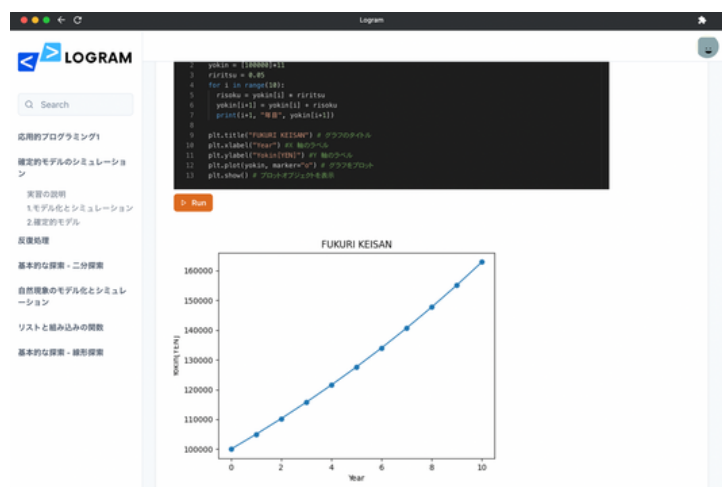 Logram
LOGRAM
Search
応用的プログラミング1
確定的モデルのシミュレーショ
ン
実習の説明
1.モデル化とシミュレーション
2.確定的モデル
反復処理
基本的な探索 - 二分探索
自然現象のモデル化とシミュレ
ーション
リストと組み込みの関数
基本的な探索 - 線形探索
2 yokin = [100000]*11
3 riritsu = 0.05
4 for i in range(10):
5 risoku = yokin[i] * riritsu
6 yokin[i+1] = yokin[i] + risoku
7 print(i+1, "年目", yokin[i+1])
8
9 plt.title("FUKURI KEISAN") # グラフのタイトル
10 plt.xlabel("Year") #X 軸のラベル
11 plt.ylabel("Yokin[YEN]") #Y 軸のラベル
12 plt.plot(yokin, marker="o") # グラフをプロット
13 plt.show() # プロットオブジェクトを表示
Run
FUKURI KEISAN
160000
150000
140000
130000
120000
110000
100000
Yokin[YEN]
0 2 4 6 8 10
Year